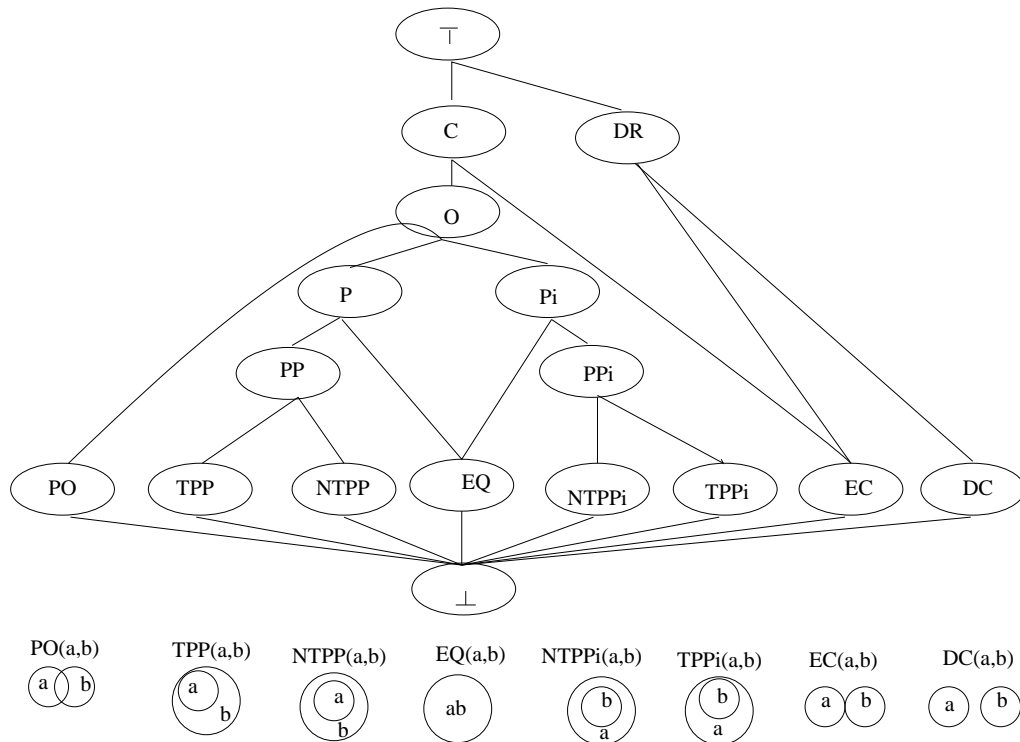 ⊤
C DR
O
P Pi
PP PPi
PO TPP NTPP EQ NTPPi TPPi EC DC
⊥
PO(a,b) TPP(a,b) NTPP(a,b) EQ(a,b) NTPPi(a,b) TPPi(a,b) EC(a,b) DC(a,b)
a b a b a b ab b a b a a b a b